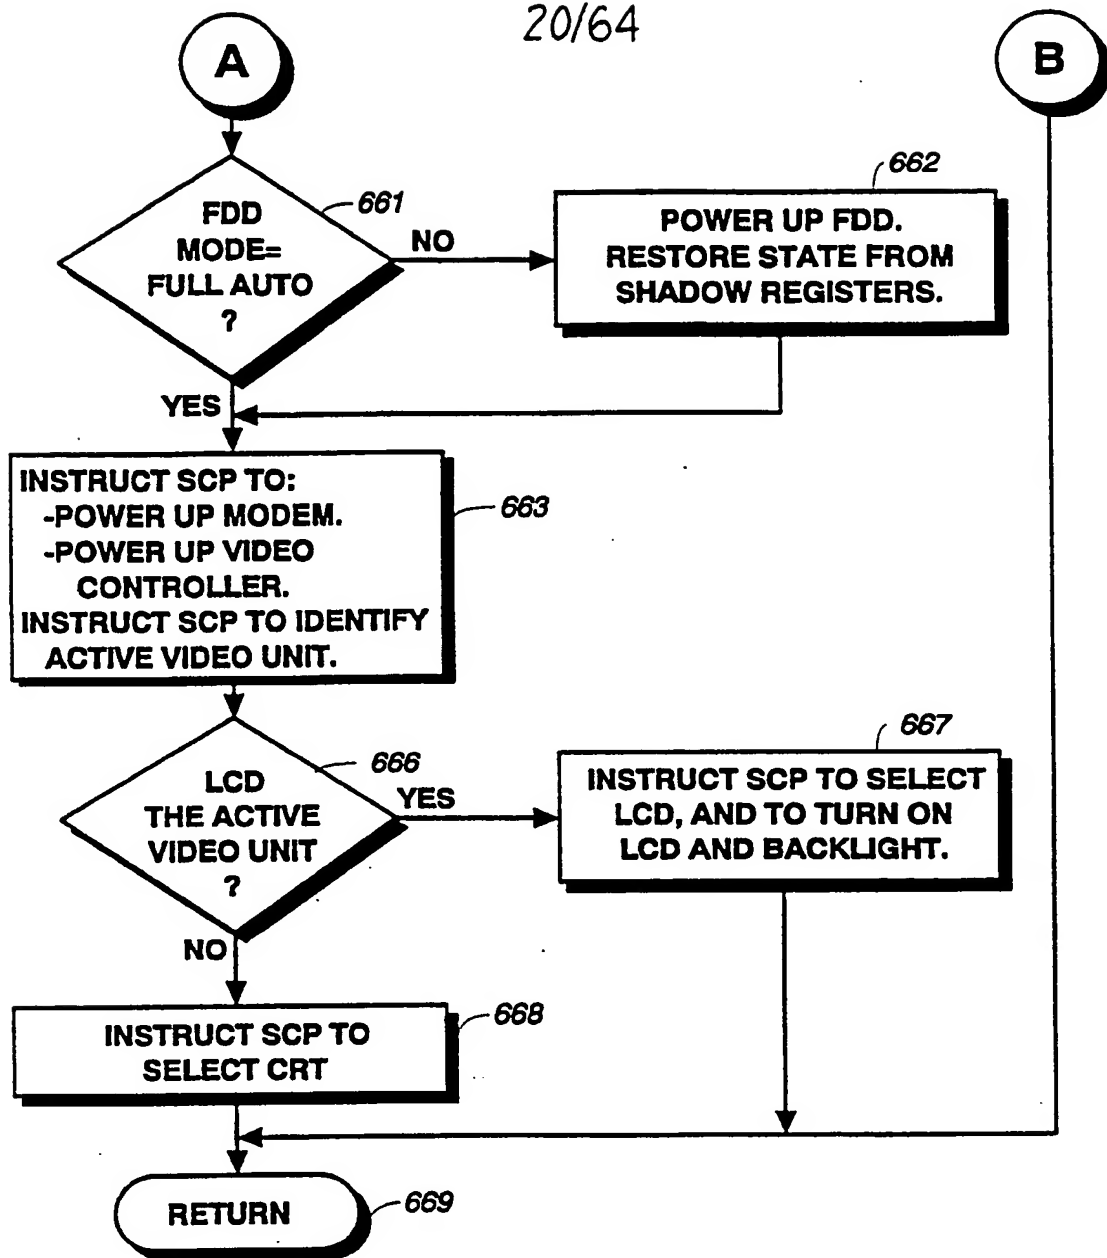 20/64
A
B
FDD
MODE=
FULL AUTO
?
661
NO
662
POWER UP FDD.
RESTORE STATE FROM
SHADOW REGISTERS.
YES
INSTRUCT SCP TO:
-POWER UP MODEM.
-POWER UP VIDEO
CONTROLLER.
INSTRUCT SCP TO IDENTIFY
ACTIVE VIDEO UNIT.
663
LCD
THE ACTIVE
VIDEO UNIT
?
666
YES
667
INSTRUCT SCP TO SELECT
LCD, AND TO TURN ON
LCD AND BACKLIGHT.
NO
INSTRUCT SCP TO
SELECT CRT
668
RETURN
669